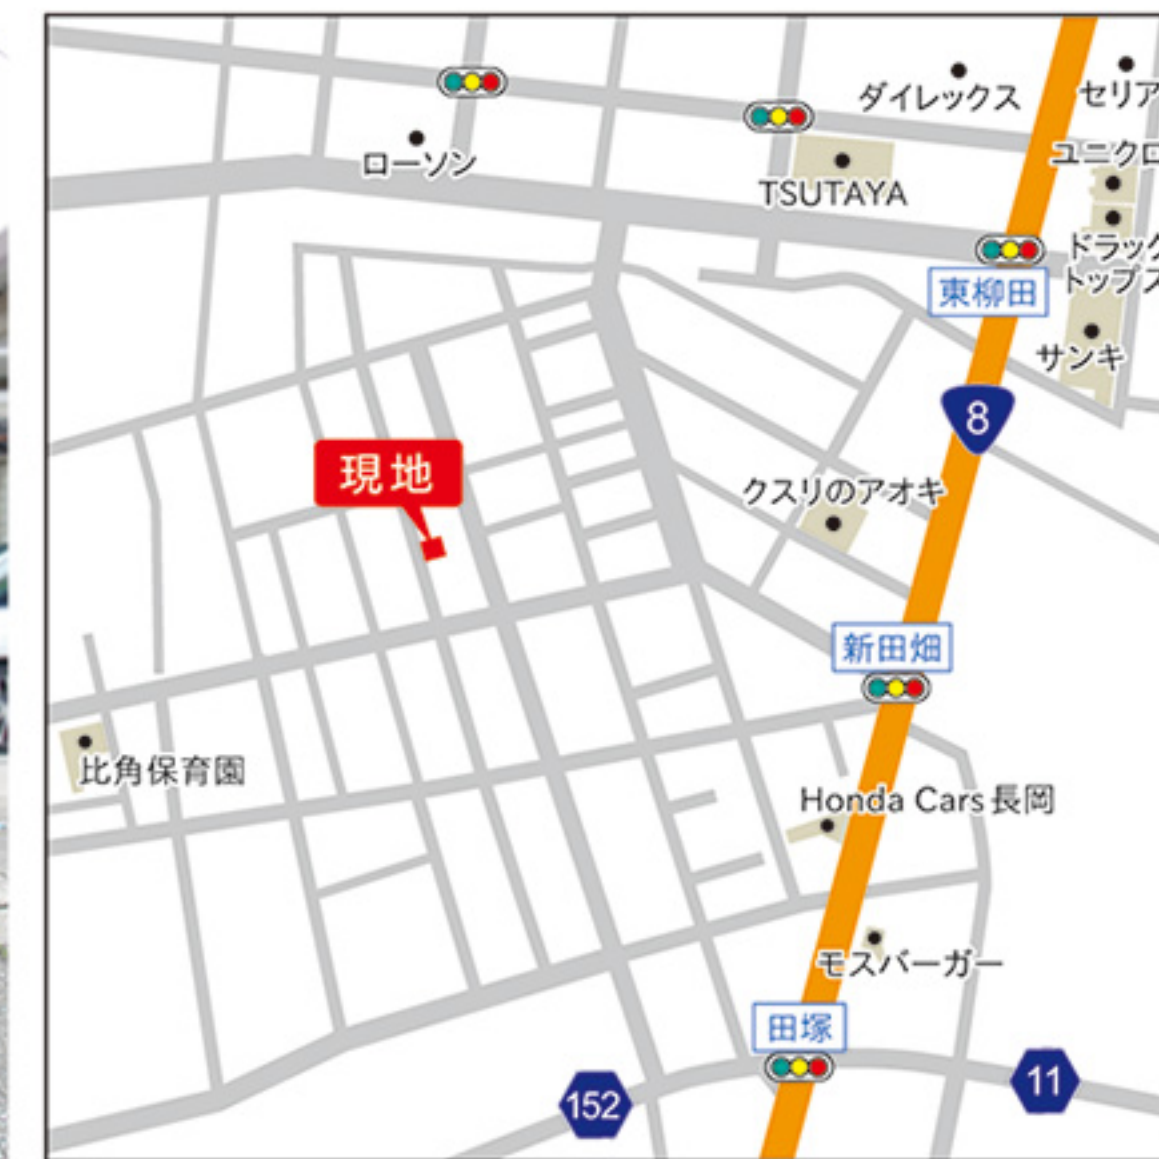 ダイレックス
セリア
ローソン
ユニクロ
TSUTAYA
ドラッグ
トップス
東柳田
サンキ
8
現地
クスリのアオキ
新田畑
比角保育園
Honda Cars 長岡
モスバーガー
田塚
152
11